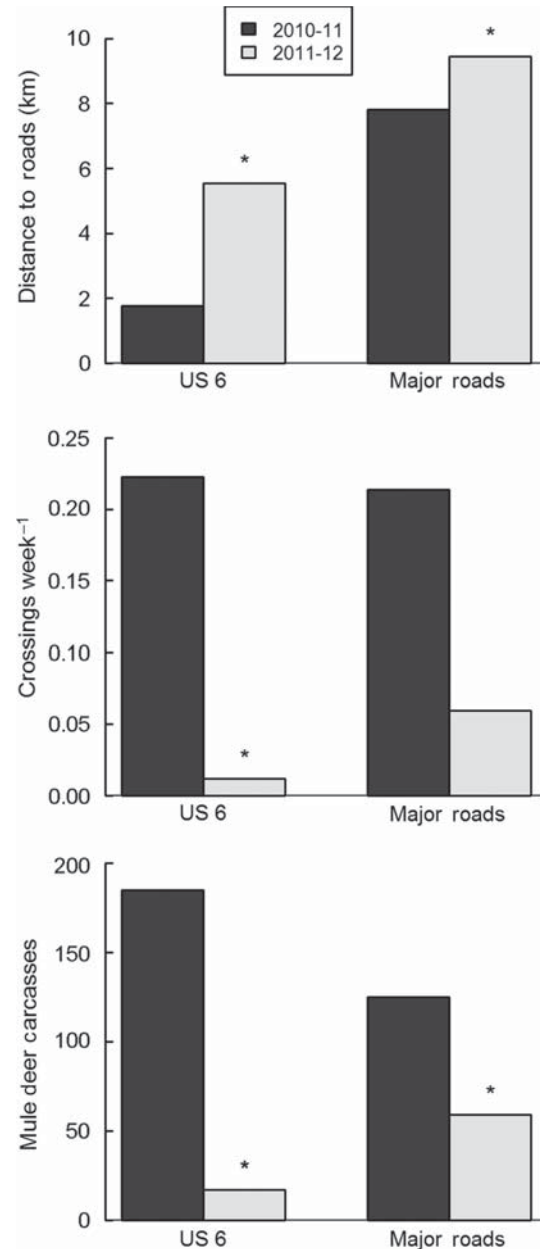 2010-11
2011-12
Distance to roads (km)
10
8
6
4
2
0
*
*
US 6
Major roads
Crossings week⁻¹
0.25
0.20
0.15
0.10
0.05
0.00
*
US 6
Major roads
Mule deer carcasses
200
150
100
50
0
*
*
US 6
Major roads